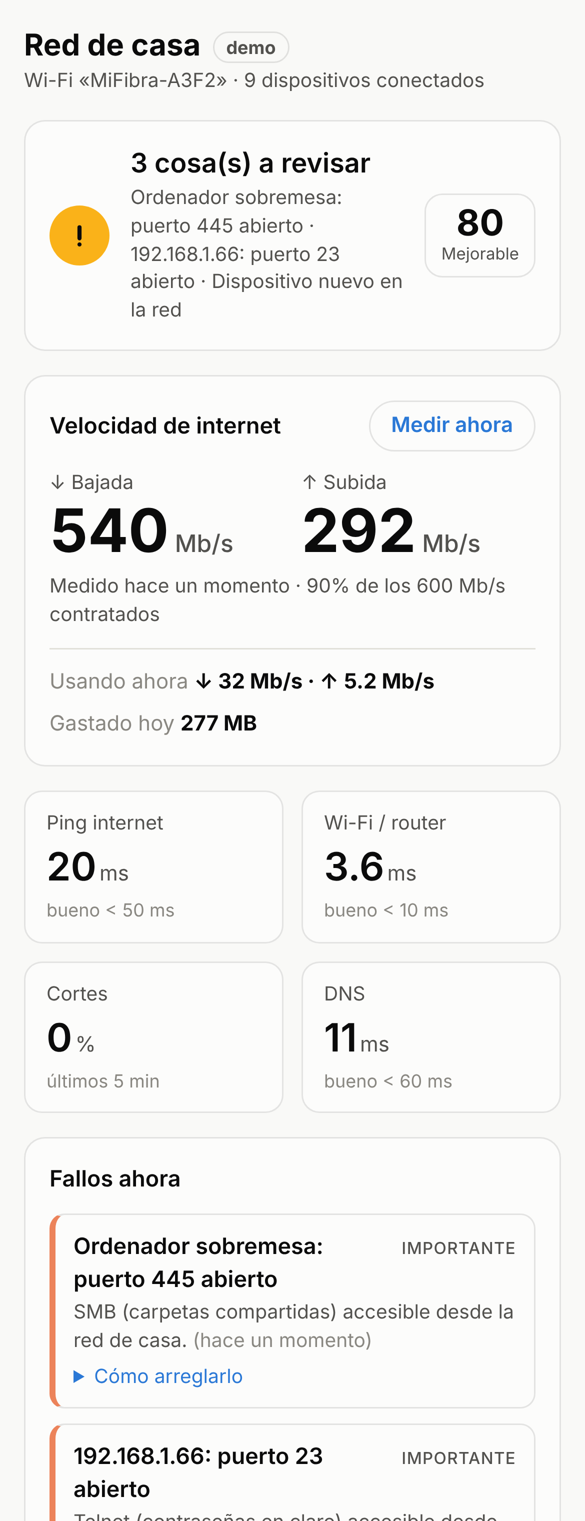 Red de casa demo
Wi-Fi «MiFibra-A3F2» · 9 dispositivos conectados
3 cosa(s) a revisar
Ordenador sobremesa:
puerto 445 abierto ·
192.168.1.66: puerto 23
abierto · Dispositivo nuevo en
la red
!
80
Mejorable
Velocidad de internet
Medir ahora
↓ Bajada
540 Mb/s
↑ Subida
292 Mb/s
Medido hace un momento · 90% de los 600 Mb/s
contratados
Usando ahora ↓ 32 Mb/s · ↑ 5.2 Mb/s
Gastado hoy 277 MB
Ping internet
20 ms
bueno < 50 ms
Wi-Fi / router
3.6 ms
bueno < 10 ms
Cortes
0 %
últimos 5 min
DNS
11 ms
bueno < 60 ms
Fallos ahora
Ordenador sobremesa:
puerto 445 abierto
IMPORTANTE
SMB (carpetas compartidas) accesible desde la
red de casa. (hace un momento)
▶ Cómo arreglarlo
192.168.1.66: puerto 23
abierto
IMPORTANTE
Telnet (contraseñas en claro) accesible desde